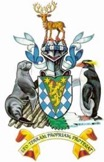 LEO TERRAM PROPRIAM PROTEGAT